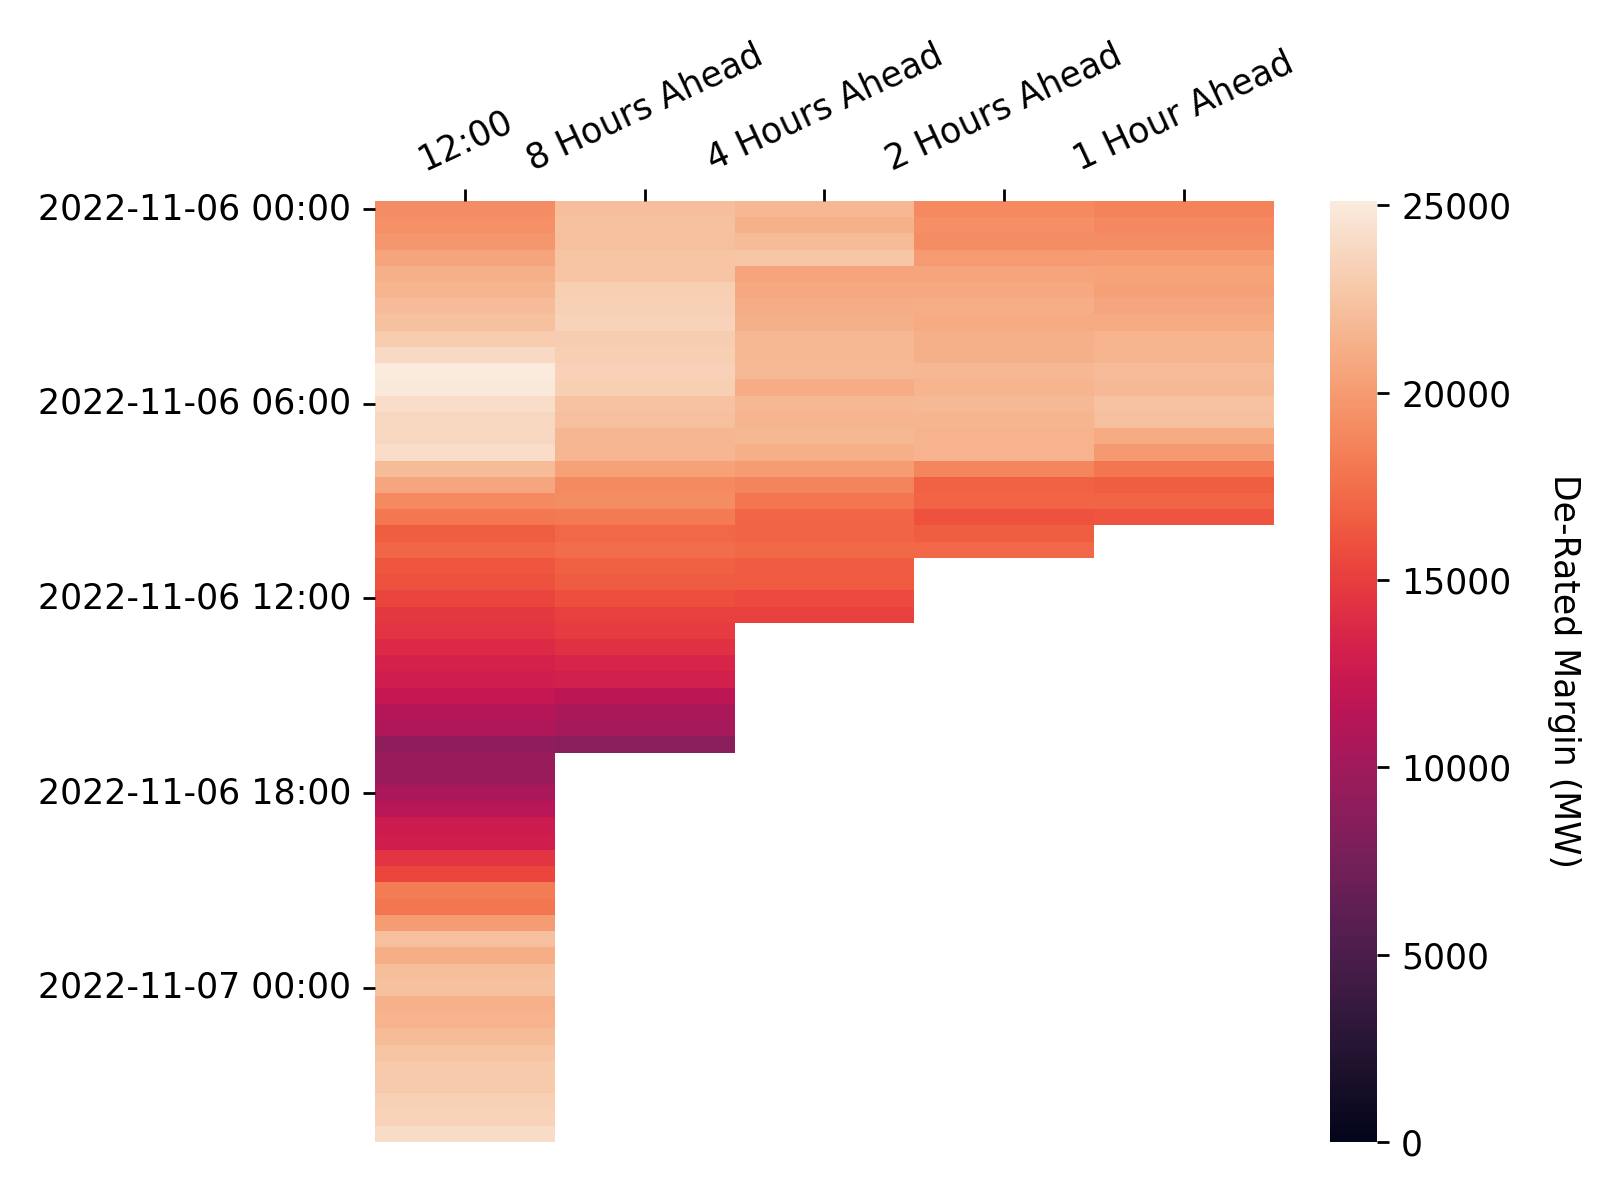 12:00
8 Hours Ahead
4 Hours Ahead
2 Hours Ahead
1 Hour Ahead
2022-11-06 00:00
2022-11-06 06:00
2022-11-06 12:00
2022-11-06 18:00
2022-11-07 00:00
25000
20000
15000
10000
5000
0
De-Rated Margin (MW)